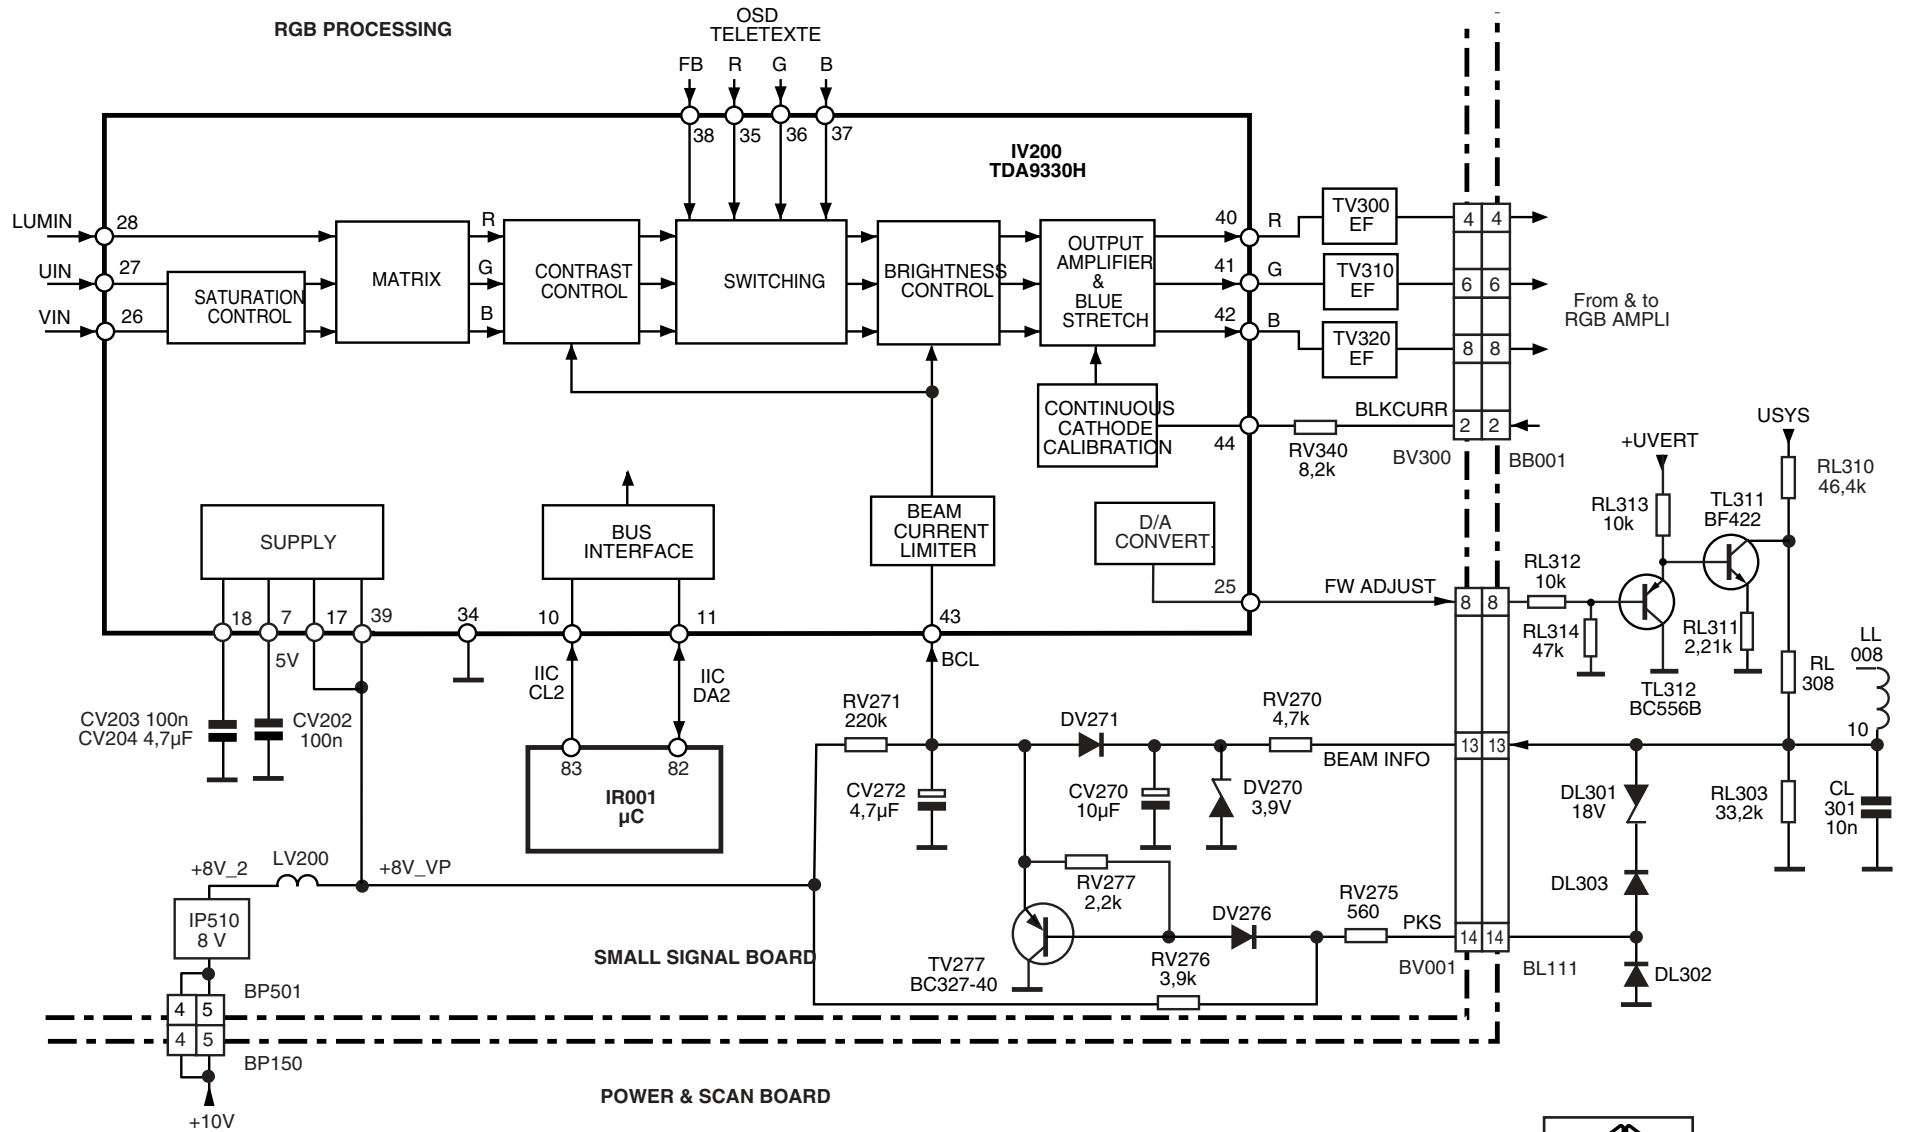 RGB PROCESSING
OSD
TELETEXTE
FB R G B
38 35 36 37
IV200
TDA9330H
LUMIN 28
UIN 27
VIN 26
SATURATION
CONTROL
MATRIX
R
G
B
CONTRAST
CONTROL
SWITCHING
BRIGHTNESS
CONTROL
OUTPUT
AMPLIFIER
&
BLUE
STRETCH
40 R
41 G
42 B
TV300
EF
TV310
EF
TV320
EF
4 4
6 6
8 8
2 2
From & to
RGB AMPLI
CONTINUOUS
CATHODE
CALIBRATION
44
BLKCURR
RV340
8,2k
BV300
BB001
USYS
+UVERT
RL310
46,4k
RL313
10k
TL311
BF422
RL312
10k
RL314
47k
RL311
2,21k
TL312
BC556B
RL
308
LL
008
10
SUPPLY
BUS
INTERFACE
BEAM
CURRENT
LIMITER
D/A
CONVERT.
25
FW ADJUST
8 8
18 7 17 39
34
10
11
43
5V
BCL
IIC
CL2
IIC
DA2
CV203 100n
CV204 4,7µF
CV202
100n
83 82
IR001
µC
RV271
220k
DV271
RV270
4,7k
BEAM INFO
13 13
CV272
4,7µF
CV270
10µF
DV270
3,9V
DL301
18V
RL303
33,2k
CL
301
10n
+8V_2
LV200
+8V_VP
RV277
2,2k
DL303
IP510
8 V
DV276
RV275
560
PKS
14 14
SMALL SIGNAL BOARD
TV277
BC327-40
RV276
3,9k
BV001
BL111
DL302
BP501
4 5
4 5
BP150
+10V
POWER & SCAN BOARD